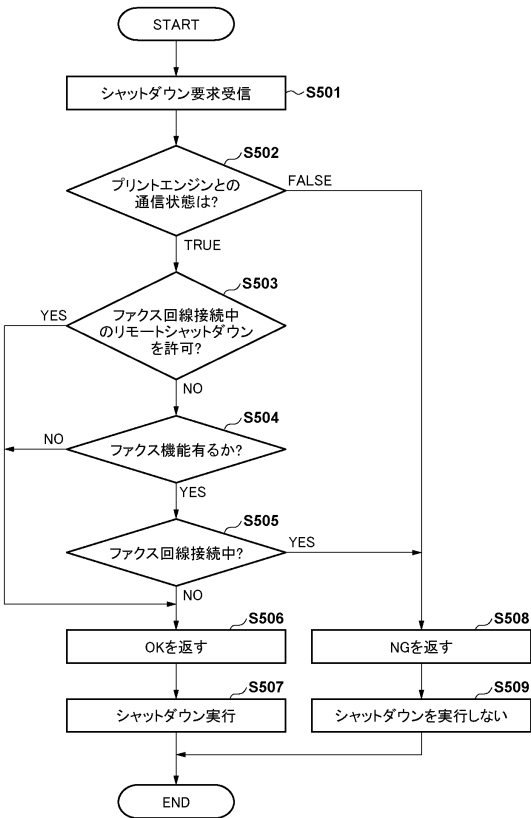 START
シャットダウン要求受信
S501
S502
プリントエンジンとの
通信状態は?
FALSE
TRUE
S503
YES
ファクス回線接続中
のリモートシャットダウン
を許可?
NO
S504
NO
ファクス機能有るか?
YES
S505
ファクス回線接続中?
YES
NO
S506
OKを返す
S508
NGを返す
S507
シャットダウン実行
S509
シャットダウンを実行しない
END